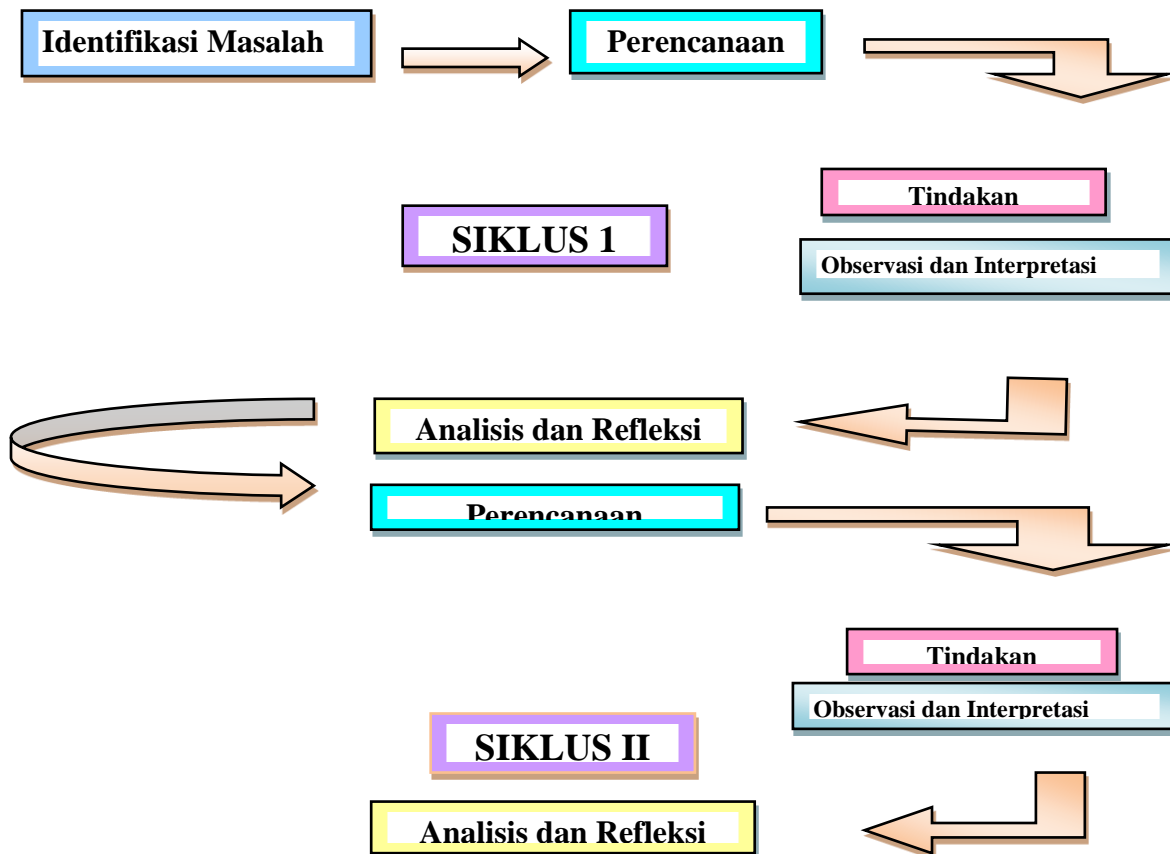 Identifikasi Masalah
Perencanaan
Tindakan
SIKLUS 1
Observasi dan Interpretasi
Analisis dan Refleksi
Perencanaan
Tindakan
Observasi dan Interpretasi
SIKLUS II
Analisis dan Refleksi